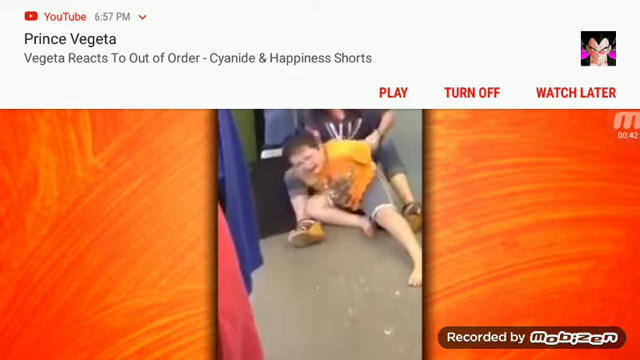 YouTube 6:57 PM
Prince Vegeta
Vegeta Reacts To Out of Order - Cyanide & Happiness Shorts
PLAY TURN OFF WATCH LATER
00:42
Recorded by mobizen